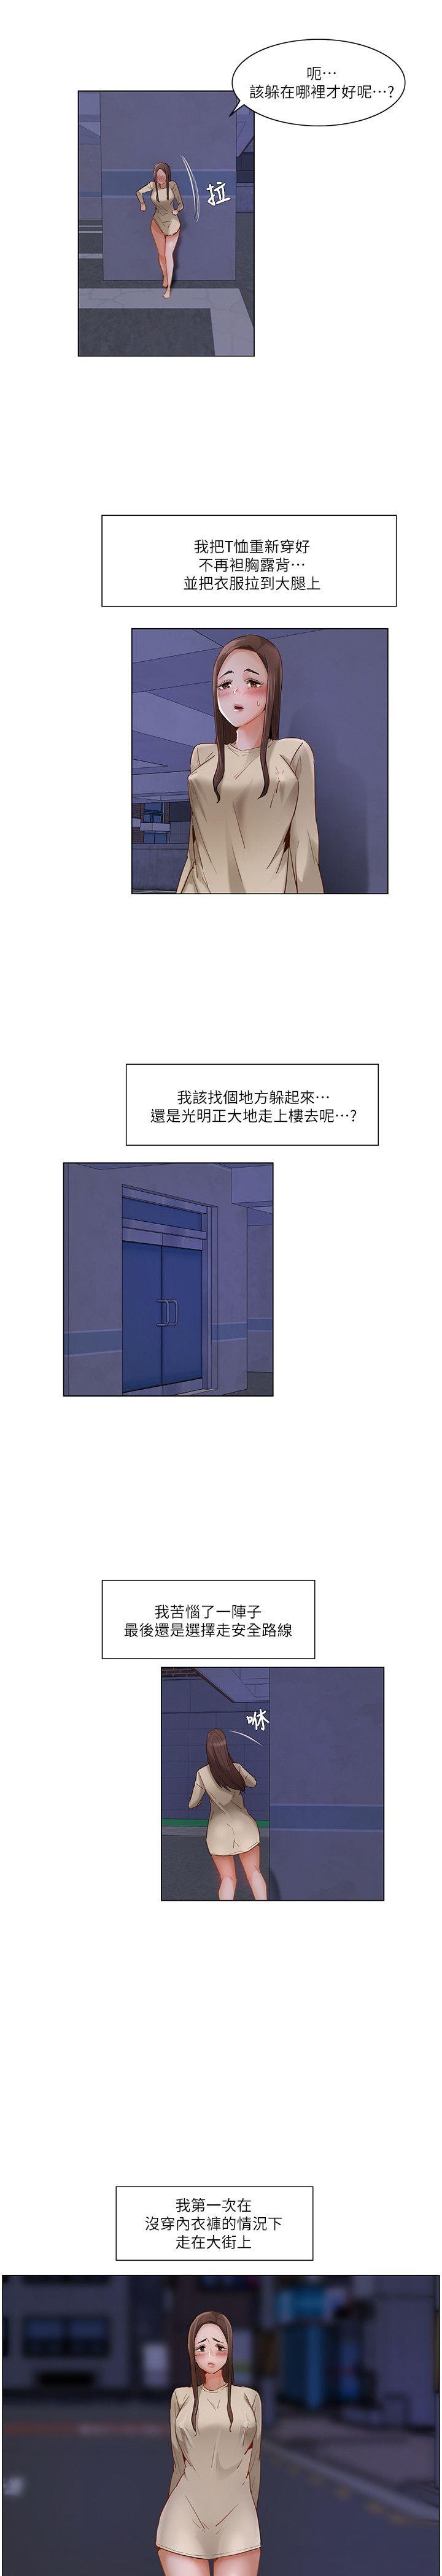 呃⋯
該躲在哪裡才好呢⋯?
拉
我把T恤重新穿好
不再袒胸露背⋯
並把衣服拉到大腿上
我該找個地方躲起來⋯
還是光明正大地走上樓去呢⋯?
我苦惱了一陣子
最後還是選擇走安全路線
咻
我第一次在
沒穿內衣褲的情況下
走在大街上